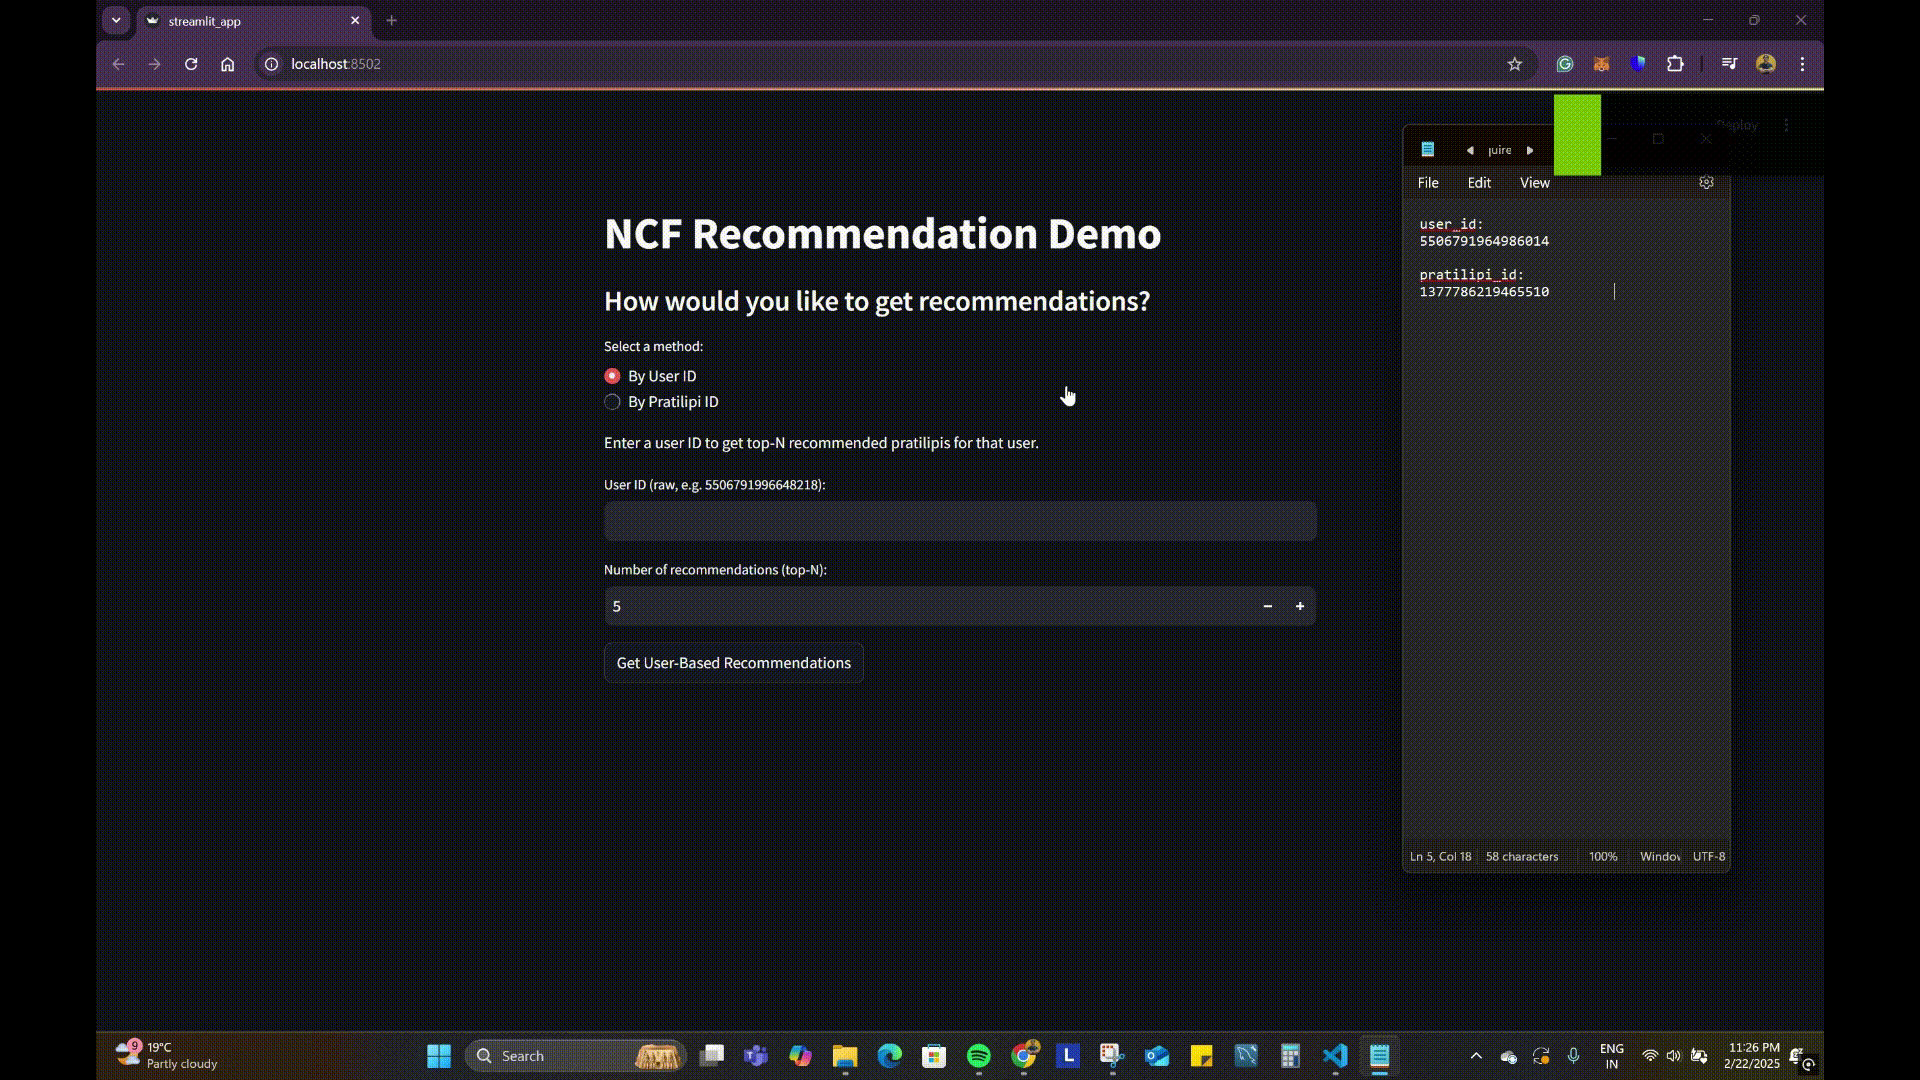 streamlit_app
localhost:8502
Deploy
uire
File Edit View
user_id:
5506791964986014
pratilipi_id:
1377786219465510
Ln 5, Col 18 58 characters 100% Window UTF-8
NCF Recommendation Demo
How would you like to get recommendations?
Select a method:
By User ID
By Pratilipi ID
Enter a user ID to get top-N recommended pratilipis for that user.
User ID (raw, e.g. 5506791996648218):
Number of recommendations (top-N):
5
Get User-Based Recommendations
9
19°C
Partly cloudy
Search
L
ENG
IN
11:26 PM
2/22/2025